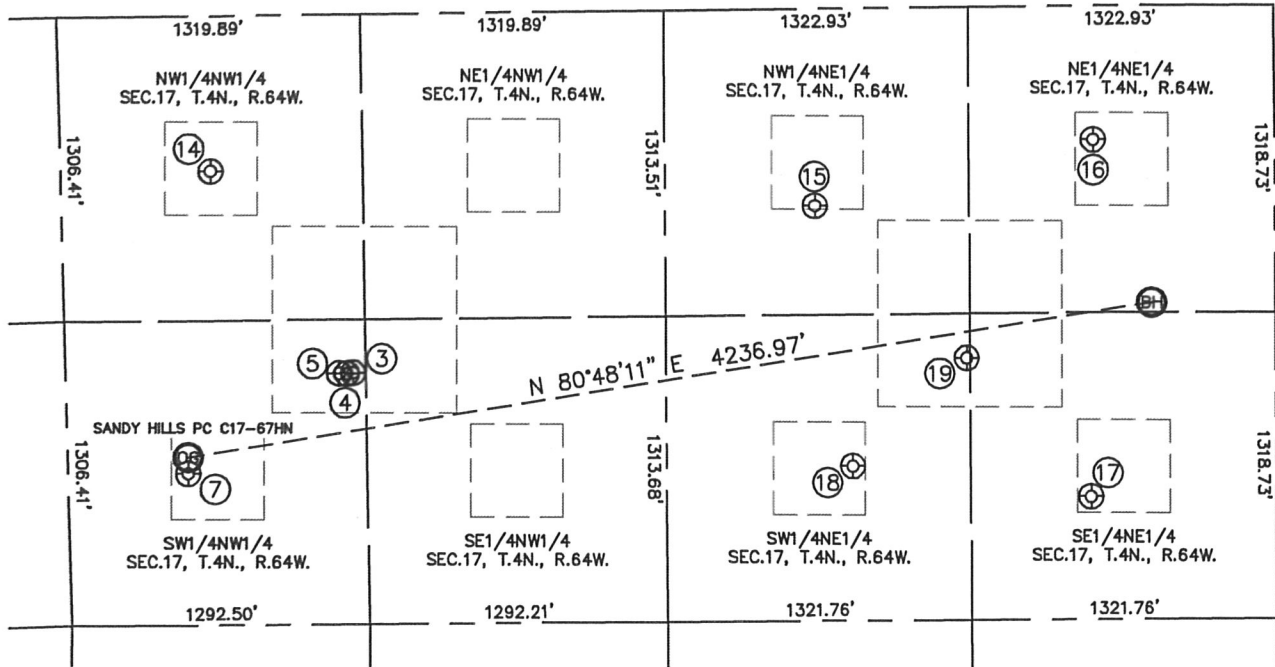 1319.89'
1319.89'
1322.93'
1322.93'
NW1/4NW1/4
SEC.17, T.4N., R.64W.
NE1/4NW1/4
SEC.17, T.4N., R.64W.
NW1/4NE1/4
SEC.17, T.4N., R.64W.
NE1/4NE1/4
SEC.17, T.4N., R.64W.
1306.41'
14
1313.51'
15
16
1318.73'
BH
5
3
4
N 80°48'11" E 4236.97'
19
SANDY HILLS PC C17-67HN
1306.41'
7
1313.68'
18
17
1318.73'
SW1/4NW1/4
SEC.17, T.4N., R.64W.
SE1/4NW1/4
SEC.17, T.4N., R.64W.
SW1/4NE1/4
SEC.17, T.4N., R.64W.
SE1/4NE1/4
SEC.17, T.4N., R.64W.
1292.50'
1292.21'
1321.76'
1321.76'